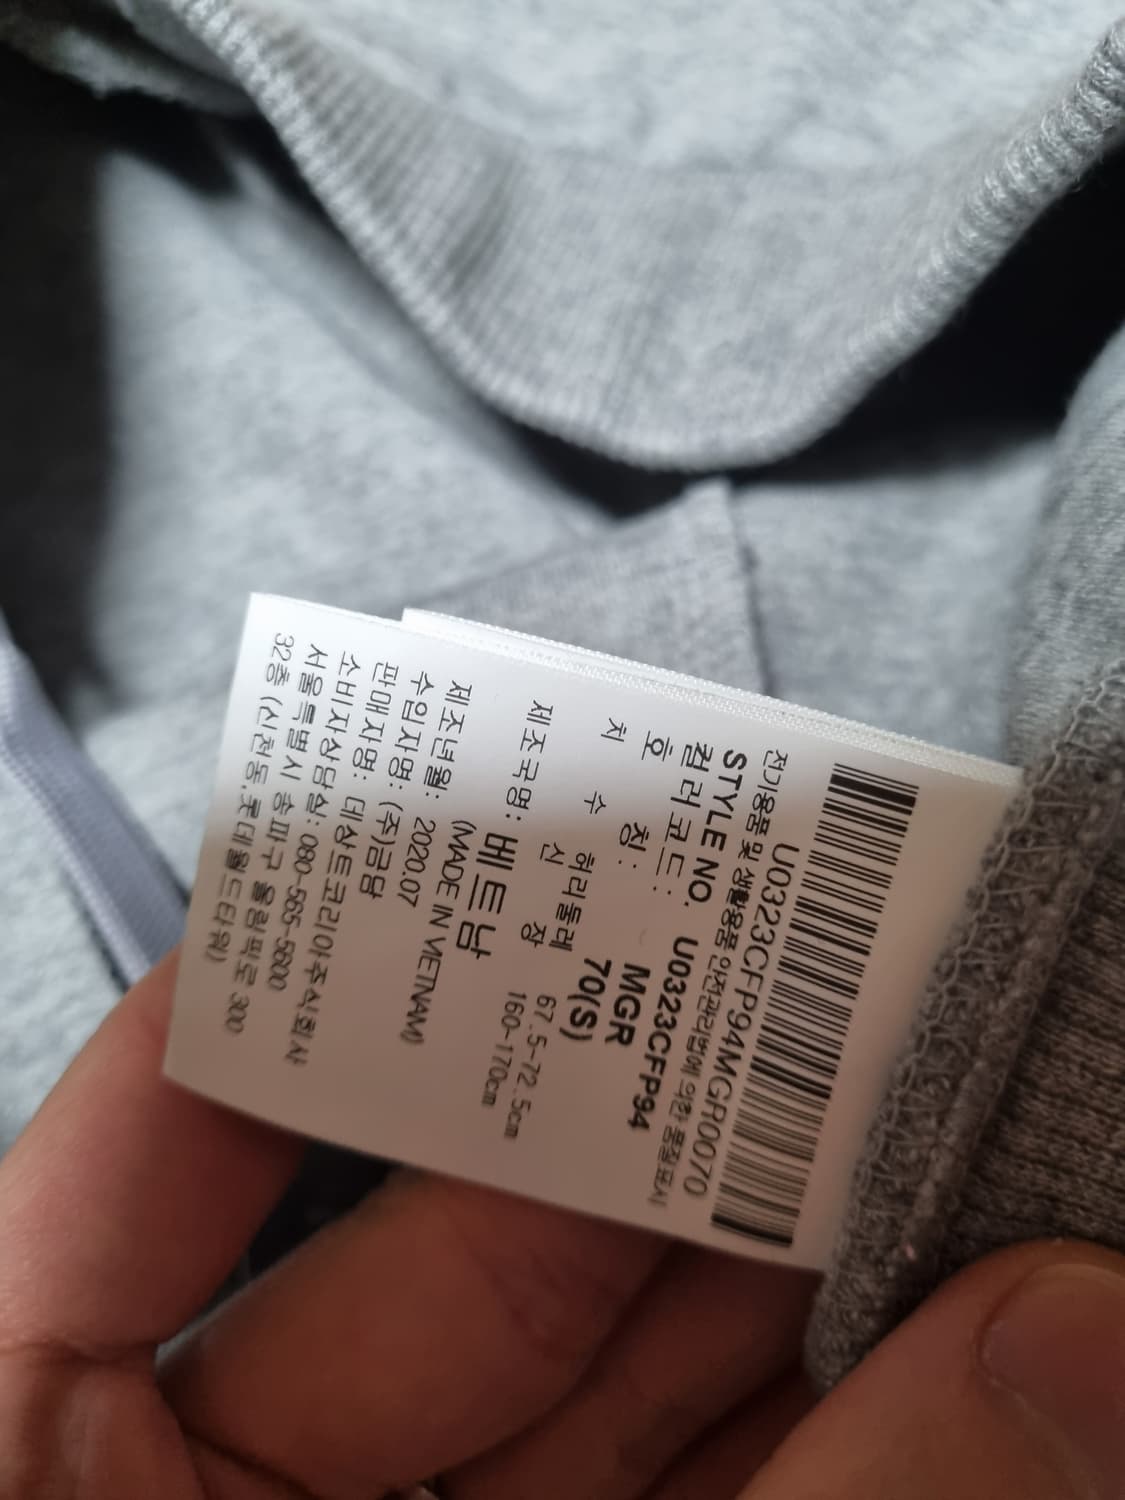 U0323CFP94MGR0070
전기용품 및 생활용품 안전관리법에 의한 품질표시
STYLE NO. U0323CFP94
컬러코드: MGR
호칭: 70(S)
치수 허리둘레 67.5-72.5cm
신장 160-170cm
제조국명: 베트남
(MADE IN VIETNAM)
제조년월: 2020.07
수입자명: (주)금담
판매자명: 데상트코리아주식회사
소비자상담실: 080-565-5800
서울특별시 송파구 올림픽로 300
32층 (신천동,롯데월드타워)